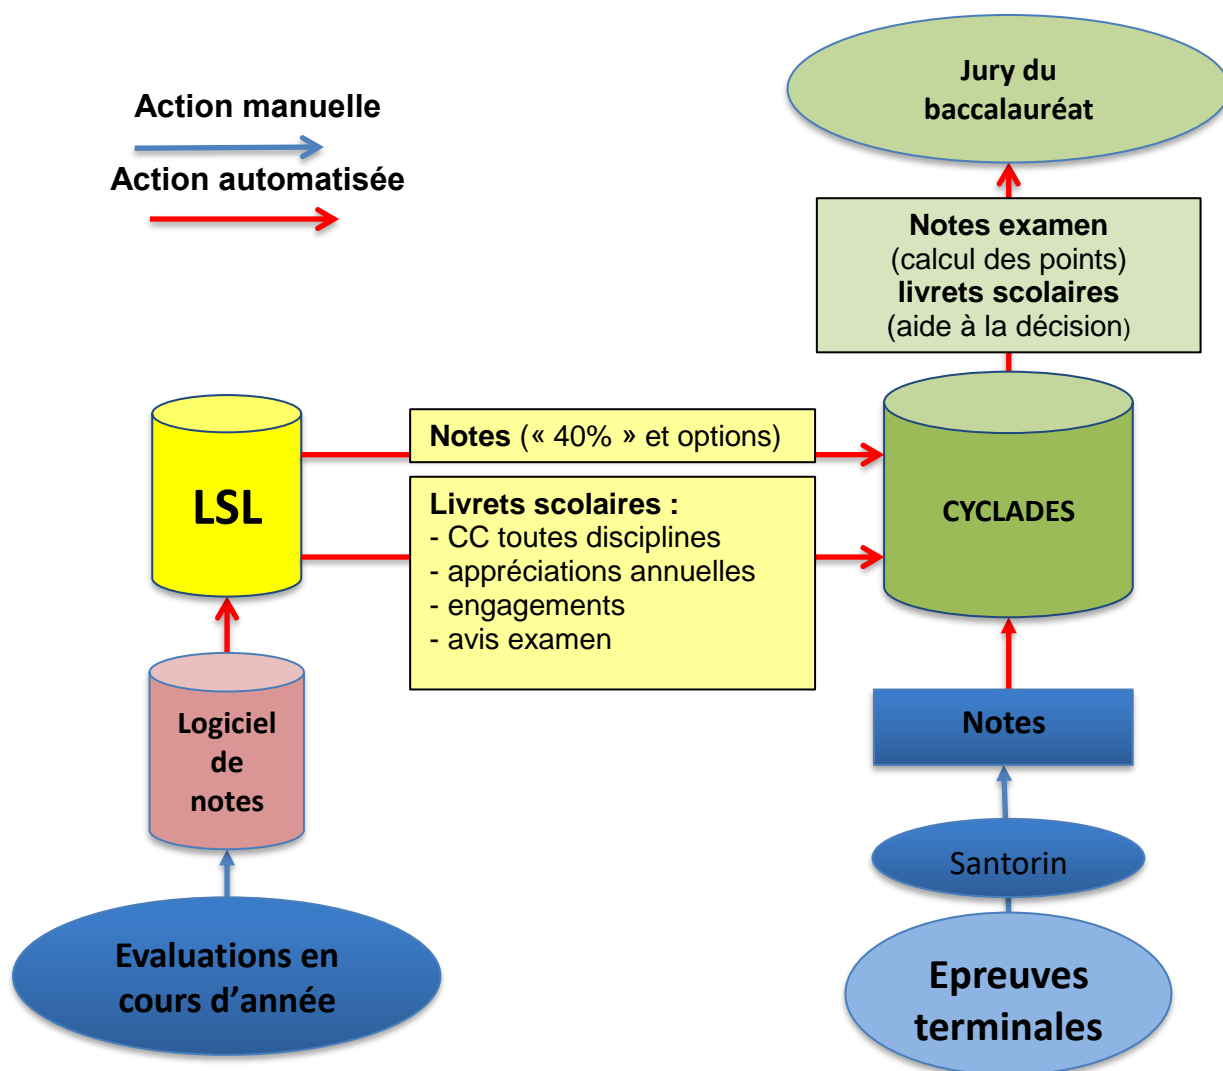 Action manuelle
Action automatisée
Jury du
baccalauréat
Notes examen
(calcul des points)
livrets scolaires
(aide à la décision)
LSL
Notes (« 40% » et options)
Livrets scolaires :
- CC toutes disciplines
- appréciations annuelles
- engagements
- avis examen
CYCLADES
Logiciel
de
notes
Notes
Santorin
Evaluations en
cours d’année
Epreuves
terminales